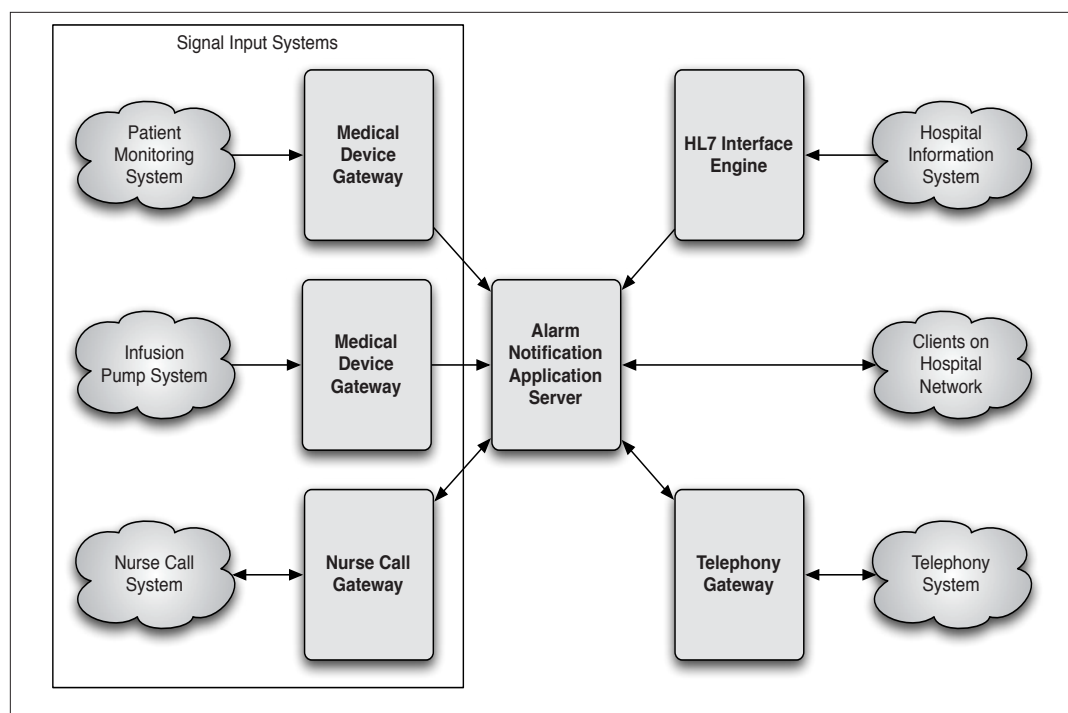 Signal Input Systems
Patient
Monitoring
System
Medical
Device
Gateway
HL7 Interface
Engine
Hospital
Information
System
Infusion
Pump System
Medical
Device
Gateway
Alarm
Notification
Application
Server
Clients on
Hospital
Network
Nurse Call
System
Nurse Call
Gateway
Telephony
Gateway
Telephony
System